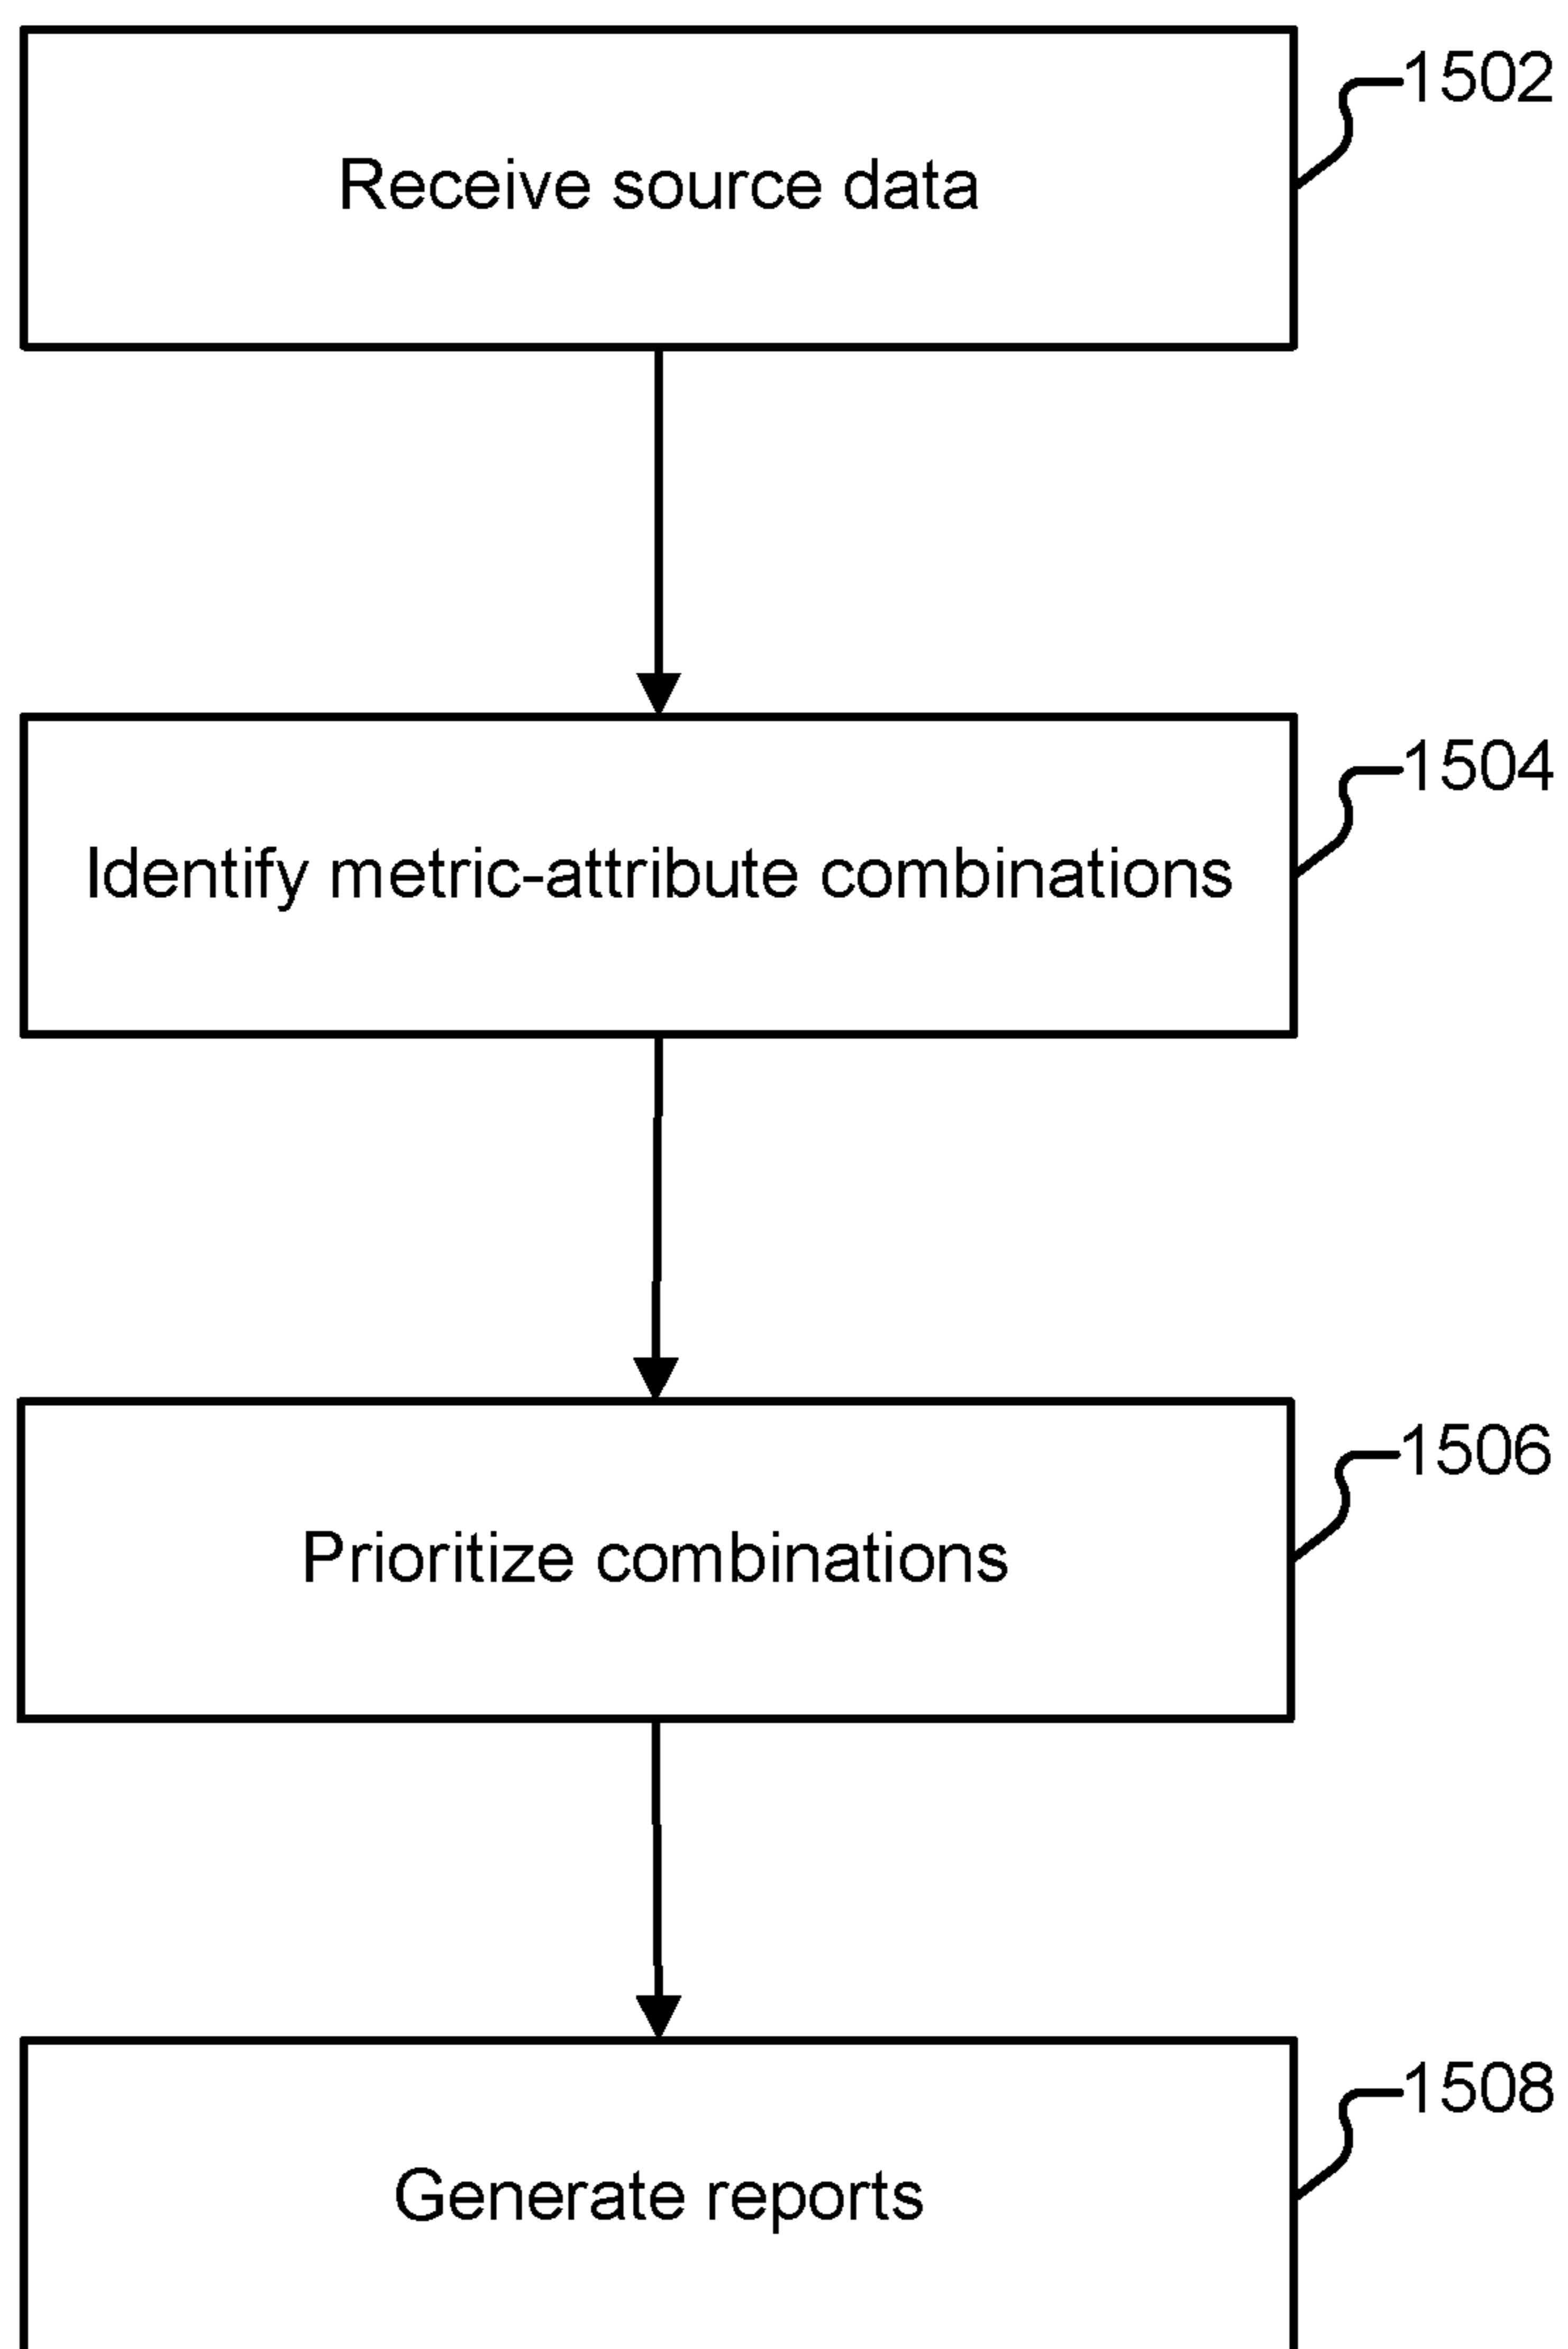 1502
Receive source data
1504
Identify metric-attribute combinations
1506
Prioritize combinations
1508
Generate reports